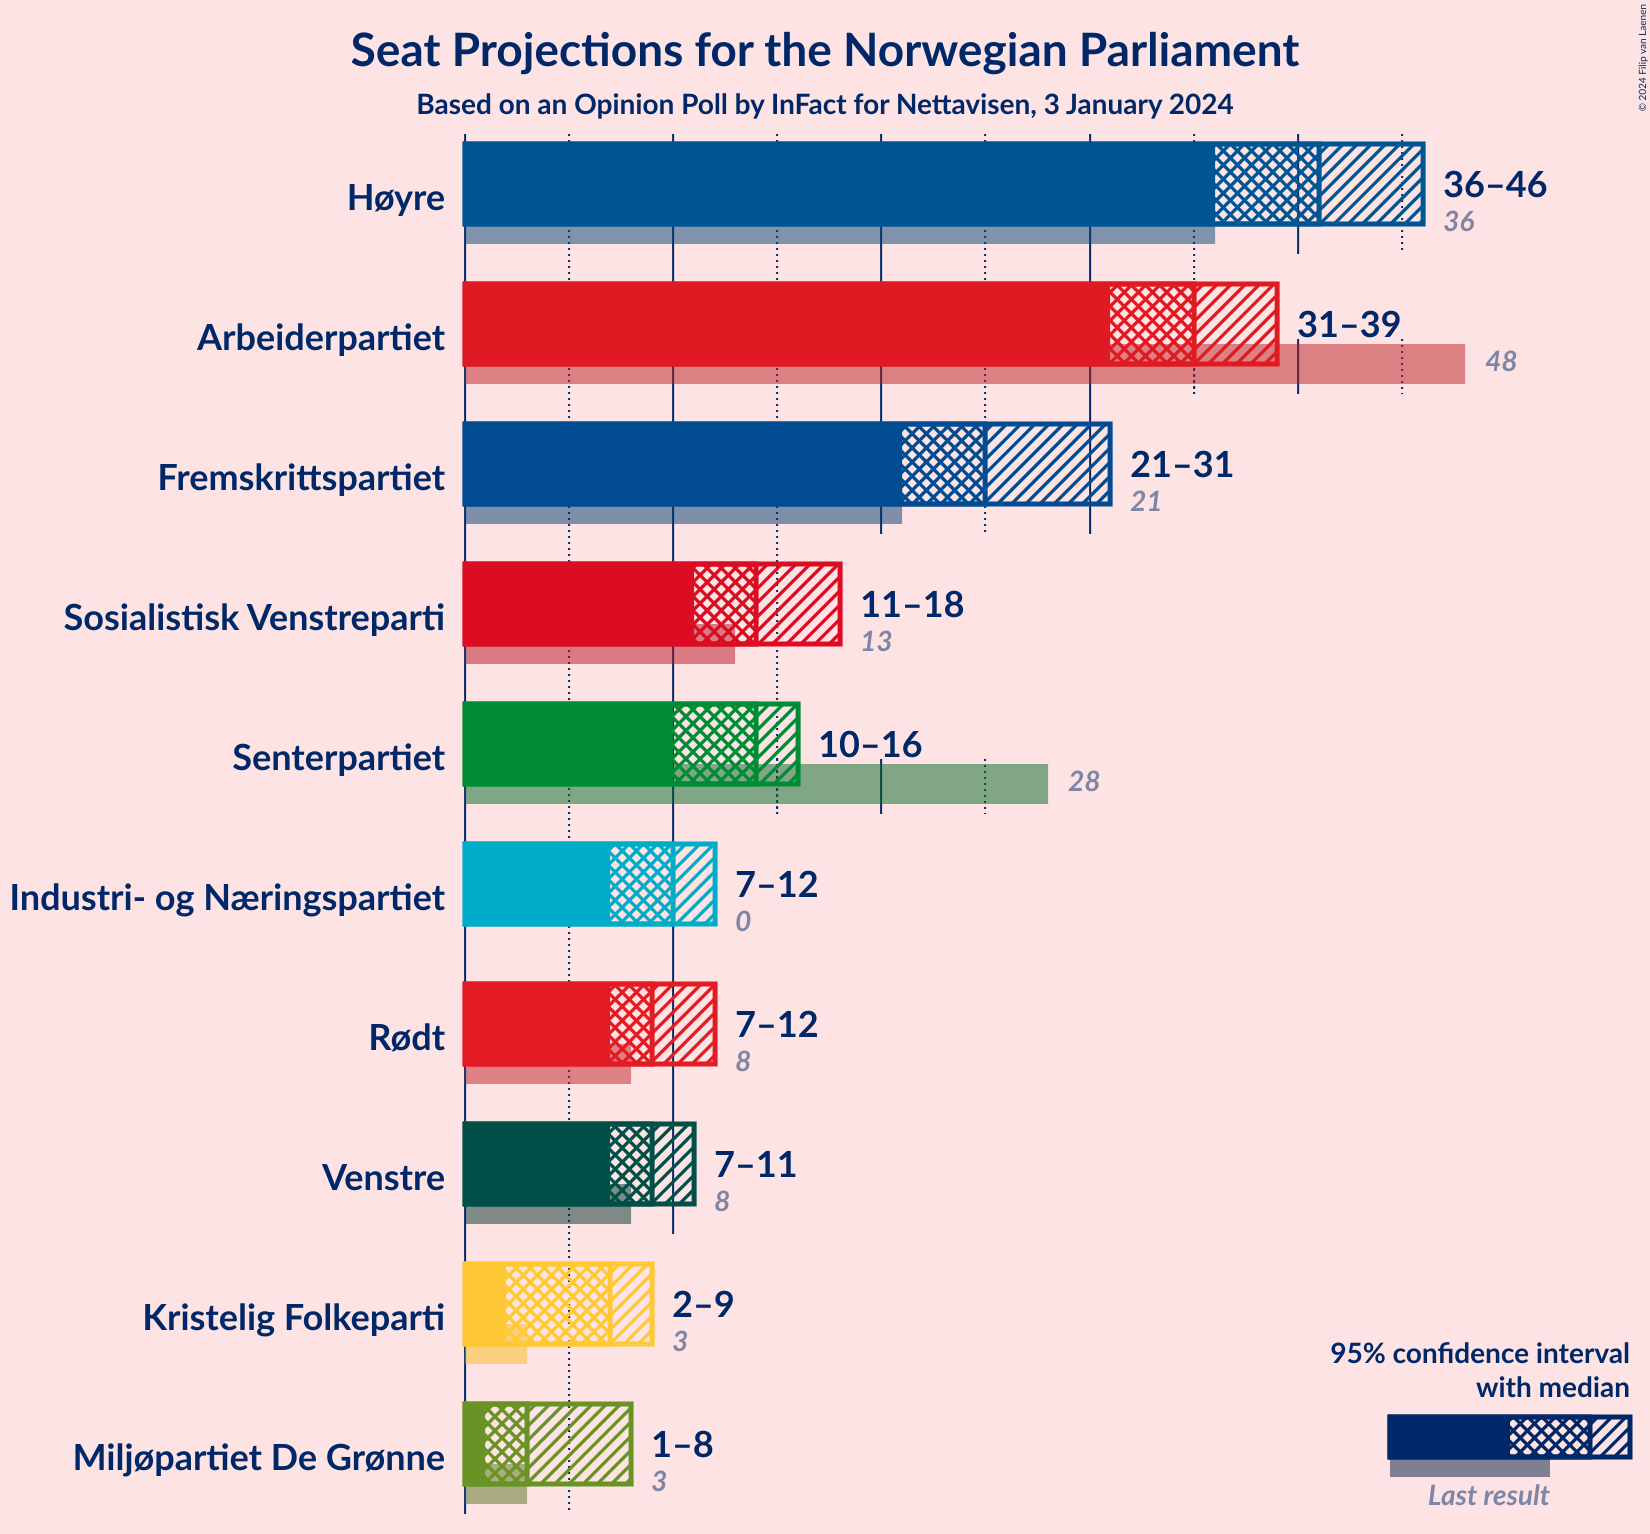 © 2024 Filip van Laenen
Seat Projections for the Norwegian Parliament
Based on an Opinion Poll by InFact for Nettavisen, 3 January 2024
Høyre
36–46
36
Arbeiderpartiet
31–39
48
Fremskrittspartiet
21–31
21
Sosialistisk Venstreparti
11–18
13
Senterpartiet
10–16
28
Industri- og Næringspartiet
7–12
0
Rødt
7–12
8
Venstre
7–11
8
Kristelig Folkeparti
2–9
3
Miljøpartiet De Grønne
1–8
3
95% confidence interval
with median
Last result